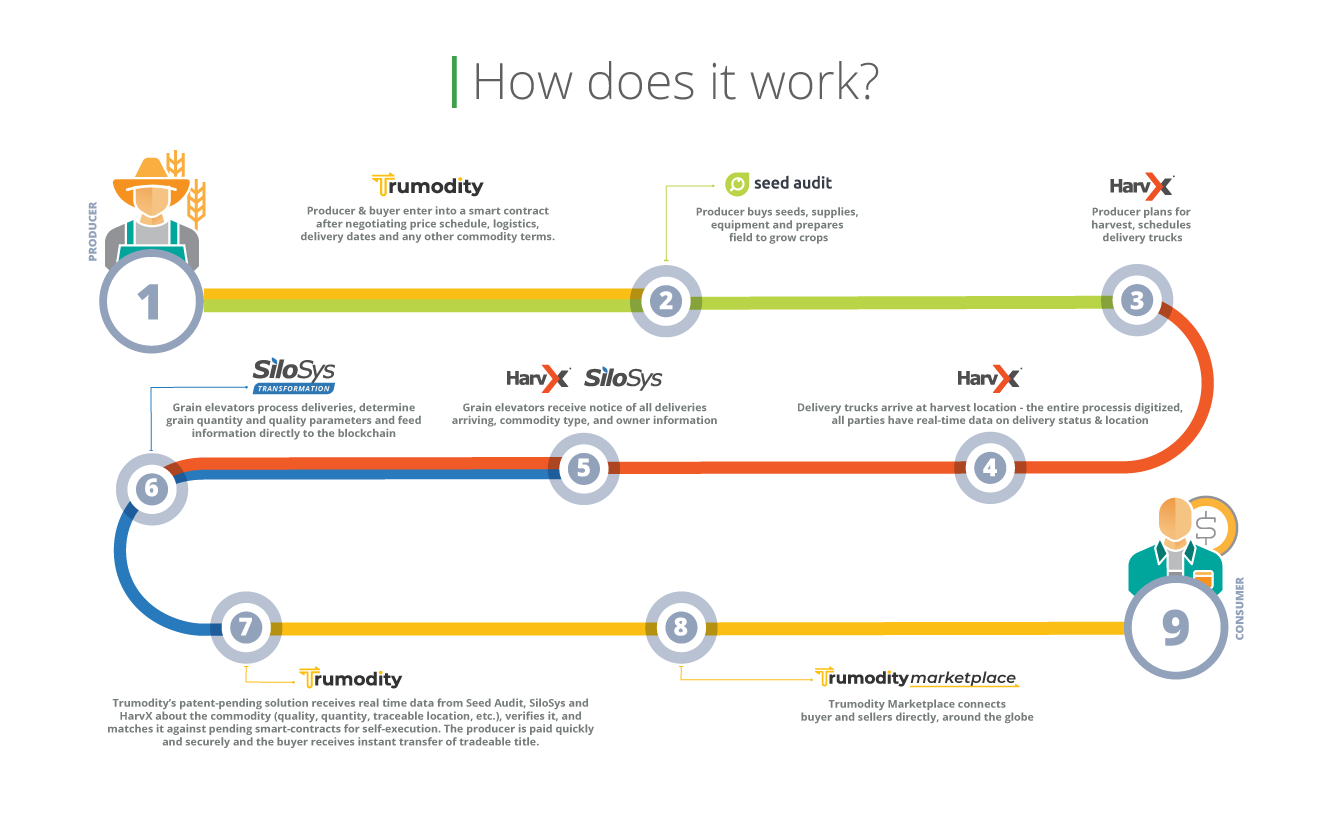 How does it work?
PRODUCER
Trumodity
Producer & buyer enter into a smart contract
after negotiating price schedule, logistics,
delivery dates and any other commodity terms.
seed audit
Producer buys seeds, supplies,
equipment and prepares
field to grow crops
HarvX
Producer plans for
harvest, schedules
delivery trucks
1
2
3
SiloSys
TRANSFORMATION
Grain elevators process deliveries, determine
grain quantity and quality parameters and feed
information directly to the blockchain
HarvX SiloSys
Grain elevators receive notice of all deliveries
arriving, commodity type, and owner information
HarvX
Delivery trucks arrive at harvest location - the entire processis digitized,
all parties have real-time data on delivery status & location
6
5
4
$
CONSUMER
7
8
9
Trumodity
Trumodity's patent-pending solution receives real time data from Seed Audit, SiloSys and
HarvX about the commodity (quality, quantity, traceable location, etc.), verifies it, and
matches it against pending smart-contracts for self-execution. The producer is paid quickly
and securely and the buyer receives instant transfer of tradeable title.
Trumodity marketplace
Trumodity Marketplace connects
buyer and sellers directly, around the globe